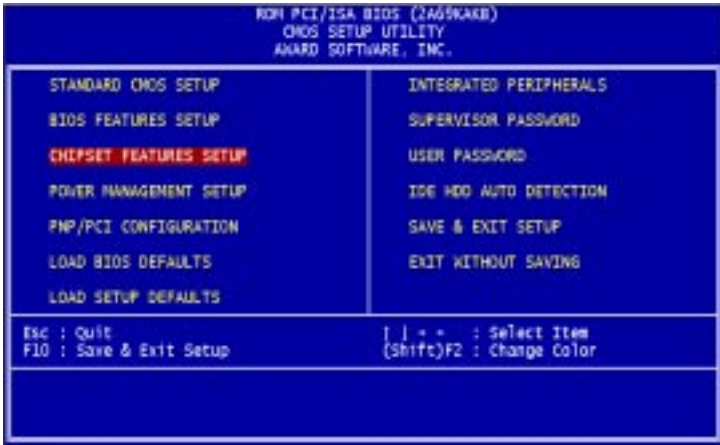 ROM PCI/ISA BIOS (2A69KAKB)
CMOS SETUP UTILITY
AWARD SOFTWARE, INC.
STANDARD CMOS SETUP
BIOS FEATURES SETUP
CHIPSET FEATURES SETUP
POWER MANAGEMENT SETUP
PNP/PCI CONFIGURATION
LOAD BIOS DEFAULTS
LOAD SETUP DEFAULTS
INTEGRATED PERIPHERALS
SUPERVISOR PASSWORD
USER PASSWORD
IDE HDD AUTO DETECTION
SAVE & EXIT SETUP
EXIT WITHOUT SAVING
Esc : Quit
F10 : Save & Exit Setup
: Select Item
(Shift)F2 : Change Color